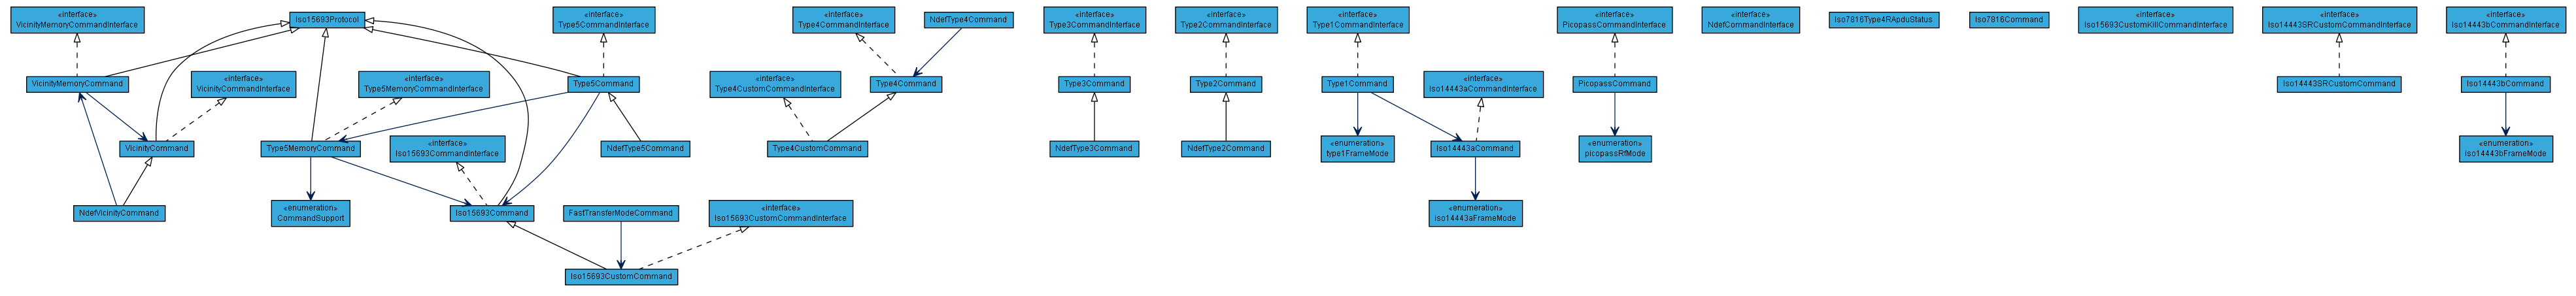 «interface»
VicinityMemoryCommandInterface
Iso15693Protocol
«interface»
Type5CommandInterface
«interface»
Type4CommandInterface
NdefType4Command
«interface»
Type3CommandInterface
«interface»
Type2CommandInterface
«interface»
Type1CommandInterface
«interface»
PicopassCommandInterface
«interface»
NdefCommandInterface
Iso7816Type4RApduStatus
Iso7816Command
«interface»
Iso15693CustomKillCommandInterface
«interface»
Iso14443SRCustomCommandInterface
«interface»
Iso14443bCommandInterface
VicinityMemoryCommand
«interface»
VicinityCommandInterface
«interface»
Type5MemoryCommandInterface
Type5Command
«interface»
Type4CustomCommandInterface
Type4Command
Type3Command
Type2Command
Type1Command
«interface»
Iso14443aCommandInterface
PicopassCommand
Iso14443SRCustomCommand
Iso14443bCommand
VicinityCommand
Type5MemoryCommand
«interface»
Iso15693CommandInterface
NdefType5Command
Type4CustomCommand
NdefType3Command
NdefType2Command
«enumeration»
type1FrameMode
Iso14443aCommand
«enumeration»
picopassRfMode
«enumeration»
iso14443bFrameMode
NdefVicinityCommand
«enumeration»
CommandSupport
Iso15693Command
FastTransferModeCommand
«interface»
Iso15693CustomCommandInterface
«enumeration»
iso14443aFrameMode
Iso15693CustomCommand